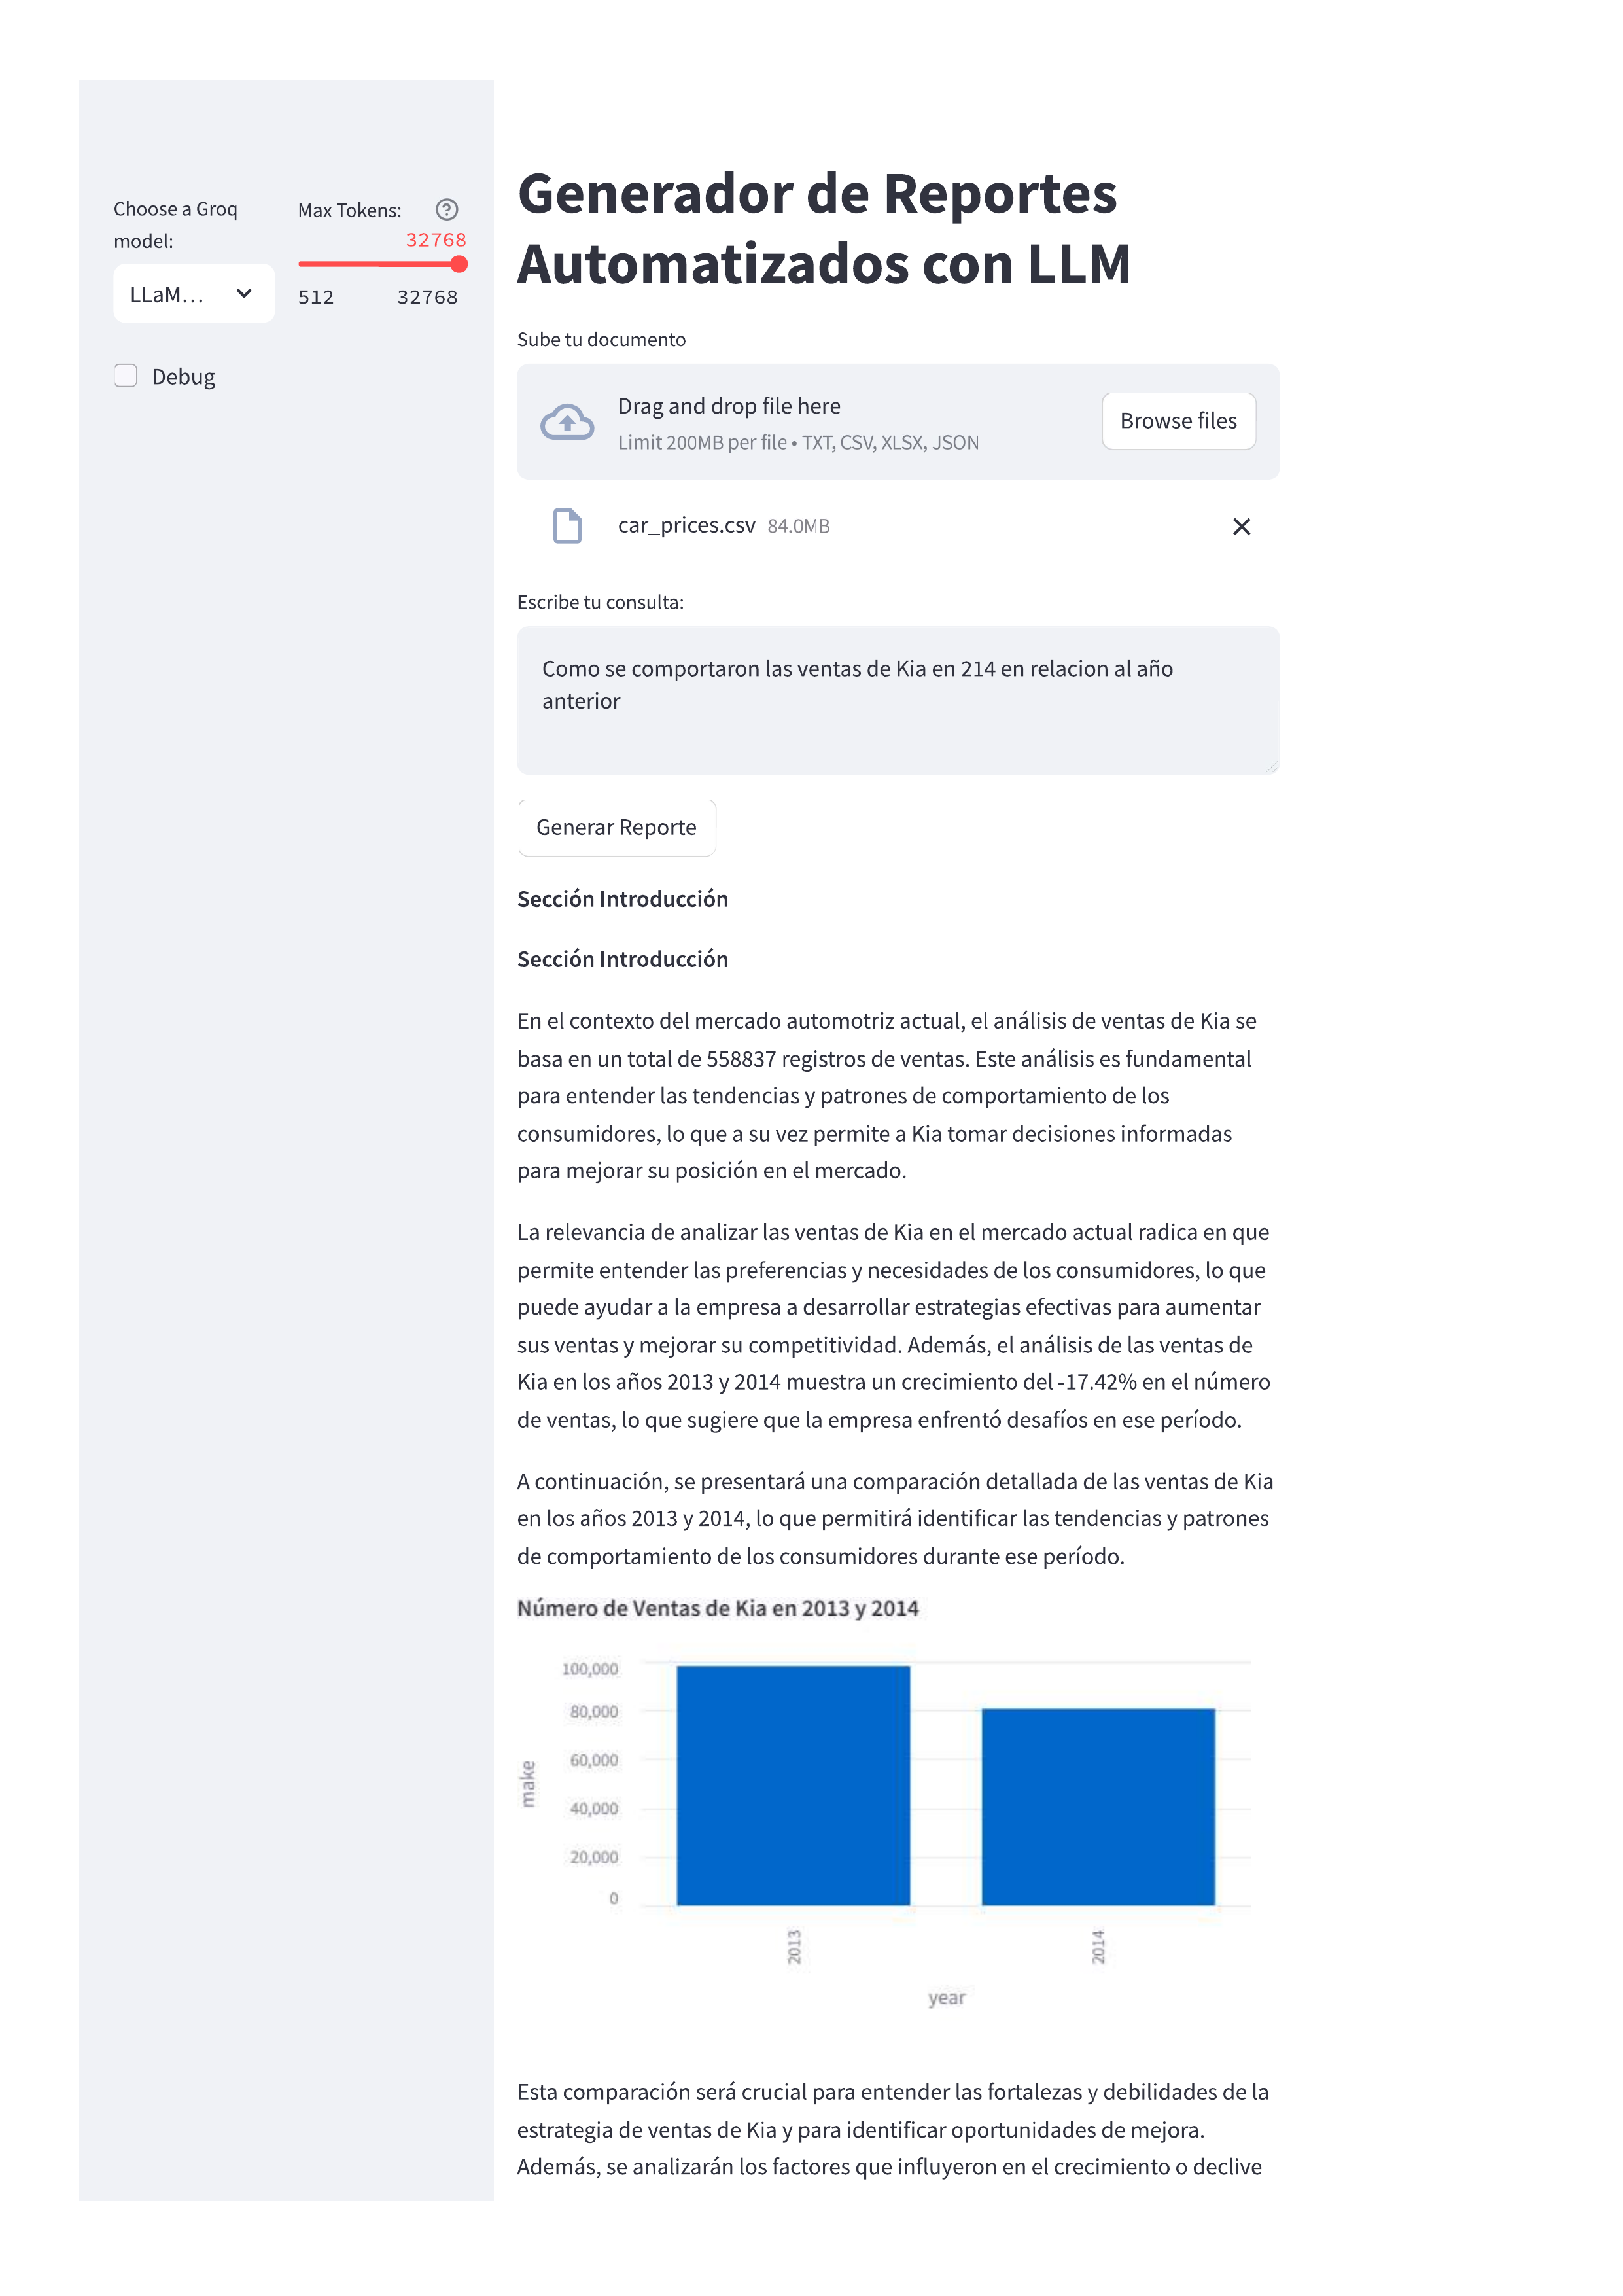 Choose a Groq
model:
LLaM...
Max Tokens:
32768
512 32768
Debug
Generador de Reportes
Automatizados con LLM
Sube tu documento
Drag and drop file here
Limit 200MB per file • TXT, CSV, XLSX, JSON
Browse files
car_prices.csv 84.0MB
Escribe tu consulta:
Como se comportaron las ventas de Kia en 214 en relacion al año
anterior
Generar Reporte
Sección Introducción
Sección Introducción
En el contexto del mercado automotriz actual, el análisis de ventas de Kia se
basa en un total de 558837 registros de ventas. Este análisis es fundamental
para entender las tendencias y patrones de comportamiento de los
consumidores, lo que a su vez permite a Kia tomar decisiones informadas
para mejorar su posición en el mercado.
La relevancia de analizar las ventas de Kia en el mercado actual radica en que
permite entender las preferencias y necesidades de los consumidores, lo que
puede ayudar a la empresa a desarrollar estrategias efectivas para aumentar
sus ventas y mejorar su competitividad. Además, el análisis de las ventas de
Kia en los años 2013 y 2014 muestra un crecimiento del -17.42% en el número
de ventas, lo que sugiere que la empresa enfrentó desafíos en ese período.
A continuación, se presentará una comparación detallada de las ventas de Kia
en los años 2013 y 2014, lo que permitirá identificar las tendencias y patrones
de comportamiento de los consumidores durante ese período.
Número de Ventas de Kia en 2013 y 2014
100,000
80,000
60,000
40,000
20,000
0
make
2013
2014
year
Esta comparación será crucial para entender las fortalezas y debilidades de la
estrategia de ventas de Kia y para identificar oportunidades de mejora.
Además, se analizarán los factores que influyeron en el crecimiento o declive